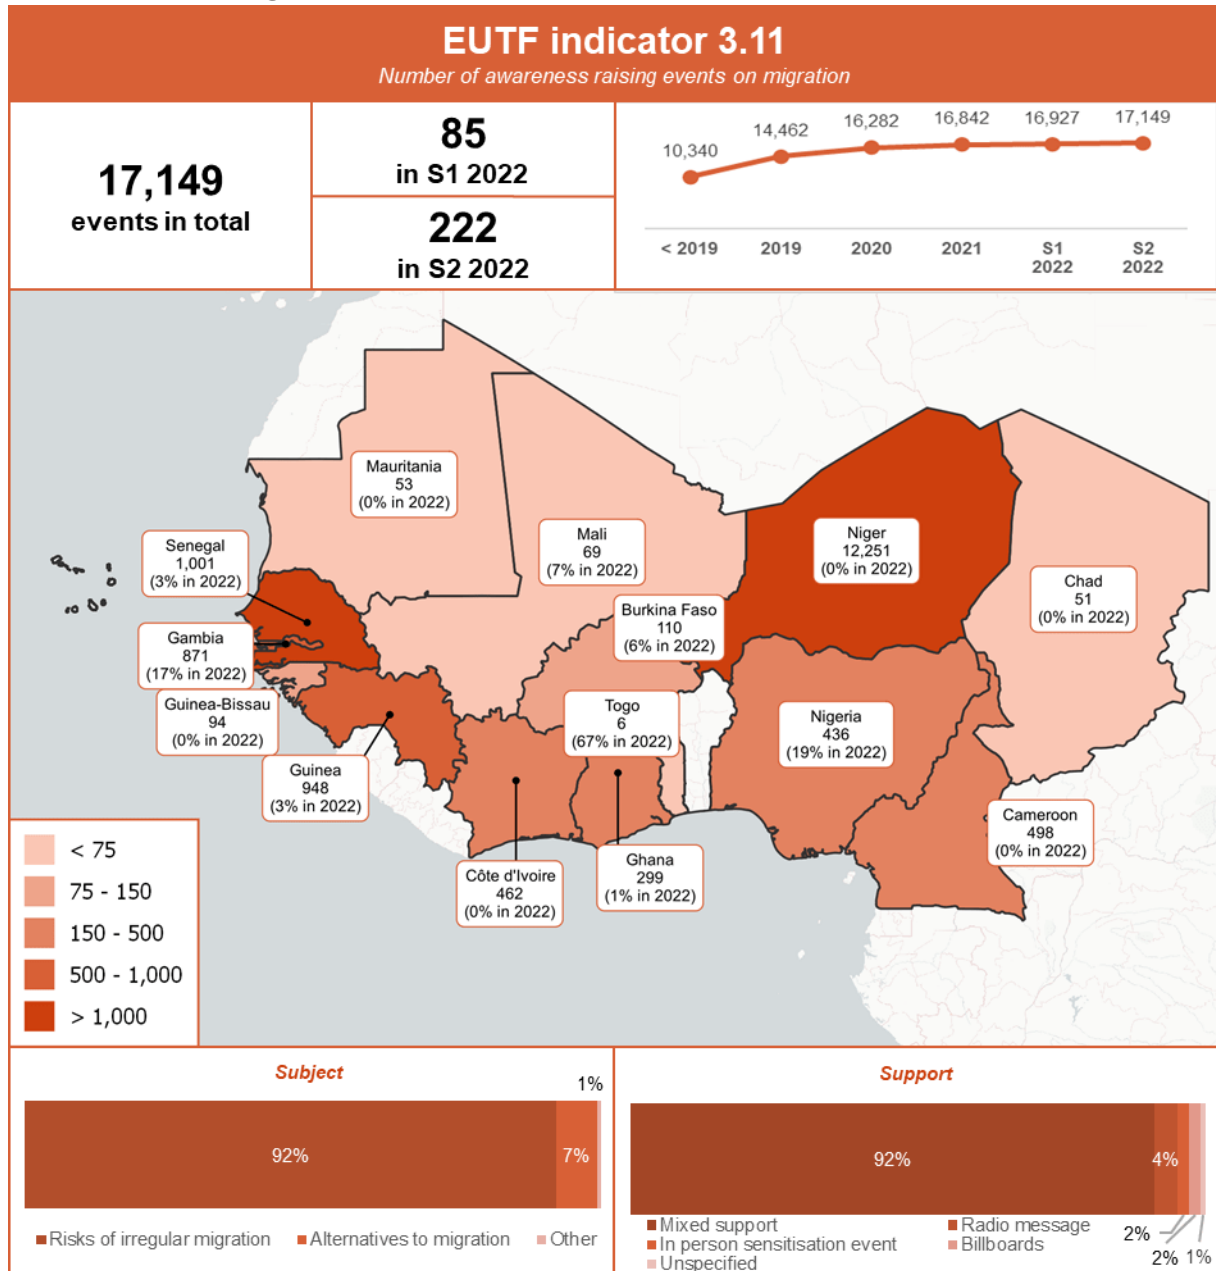 EUTF indicator 3.11
Number of awareness raising events on migration
17,149
events in total
85
in S1 2022
222
in S2 2022
10,340
14,462
16,282
16,842
16,927
17,149
< 2019
2019
2020
2021
S1
2022
S2
2022
Mauritania
53
(0% in 2022)
Mali
69
(7% in 2022)
Niger
12,251
(0% in 2022)
Chad
51
(0% in 2022)
Senegal
1,001
(3% in 2022)
Burkina Faso
110
(6% in 2022)
Gambia
871
(17% in 2022)
Guinea-Bissau
94
(0% in 2022)
Togo
6
(67% in 2022)
Nigeria
436
(19% in 2022)
Guinea
948
(3% in 2022)
Cameroon
498
(0% in 2022)
Ghana
299
(1% in 2022)
Côte d'Ivoire
462
(0% in 2022)
< 75
75 - 150
150 - 500
500 - 1,000
> 1,000
Subject
1%
92%
7%
Risks of irregular migration
Alternatives to migration
Other
Support
92%
4%
2%
2%
1%
Mixed support
Radio message
In person sensitisation event
Billboards
Unspecified